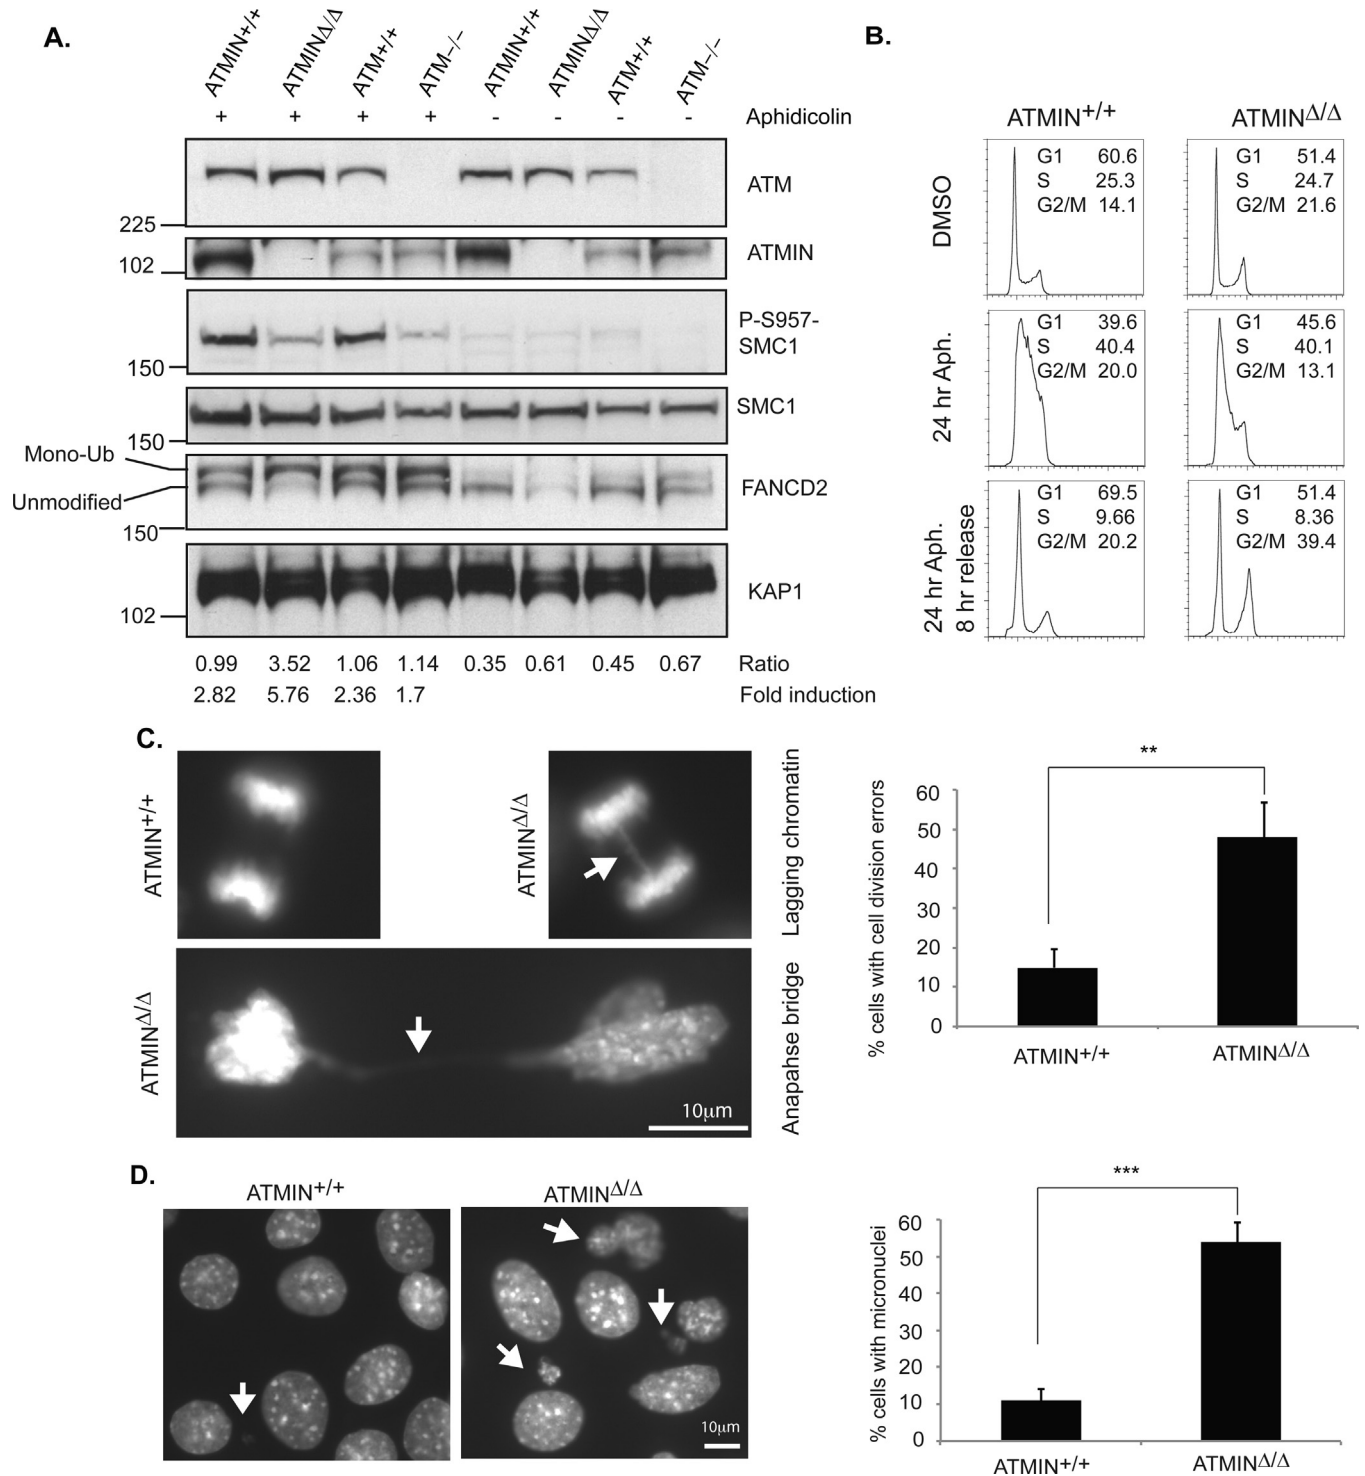 A.
ATMIN+/+ ATMINΔ/Δ ATM+/+ ATM–/– ATMIN+/+ ATMINΔ/Δ ATM+/+ ATM–/–
+ + + + - - - - Aphidicolin
ATM
225
ATMIN
102
P-S957-
SMC1
150
SMC1
150
Mono-Ub
Unmodified
FANCD2
150
KAP1
102
0.99 3.52 1.06 1.14 0.35 0.61 0.45 0.67 Ratio
2.82 5.76 2.36 1.7 Fold induction
B.
ATMIN+/+ ATMINΔ/Δ
DMSO
G1 60.6
S 25.3
G2/M 14.1
G1 51.4
S 24.7
G2/M 21.6
24 hr Aph.
G1 39.6
S 40.4
G2/M 20.0
G1 45.6
S 40.1
G2/M 13.1
24 hr Aph.
8 hr release
G1 69.5
S 9.66
G2/M 20.2
G1 51.4
S 8.36
G2/M 39.4
C.
ATMIN+/+
ATMINΔ/Δ
Lagging chromatin
ATMINΔ/Δ
Anapahse bridge
10μm
% cells with cell division errors
**
60
50
40
30
20
10
0
ATMIN+/+ ATMINΔ/Δ
D.
ATMIN+/+ ATMINΔ/Δ
10μm
% cells with micronuclei
***
60
50
40
30
20
10
0
ATMIN+/+ ATMINΔ/Δ